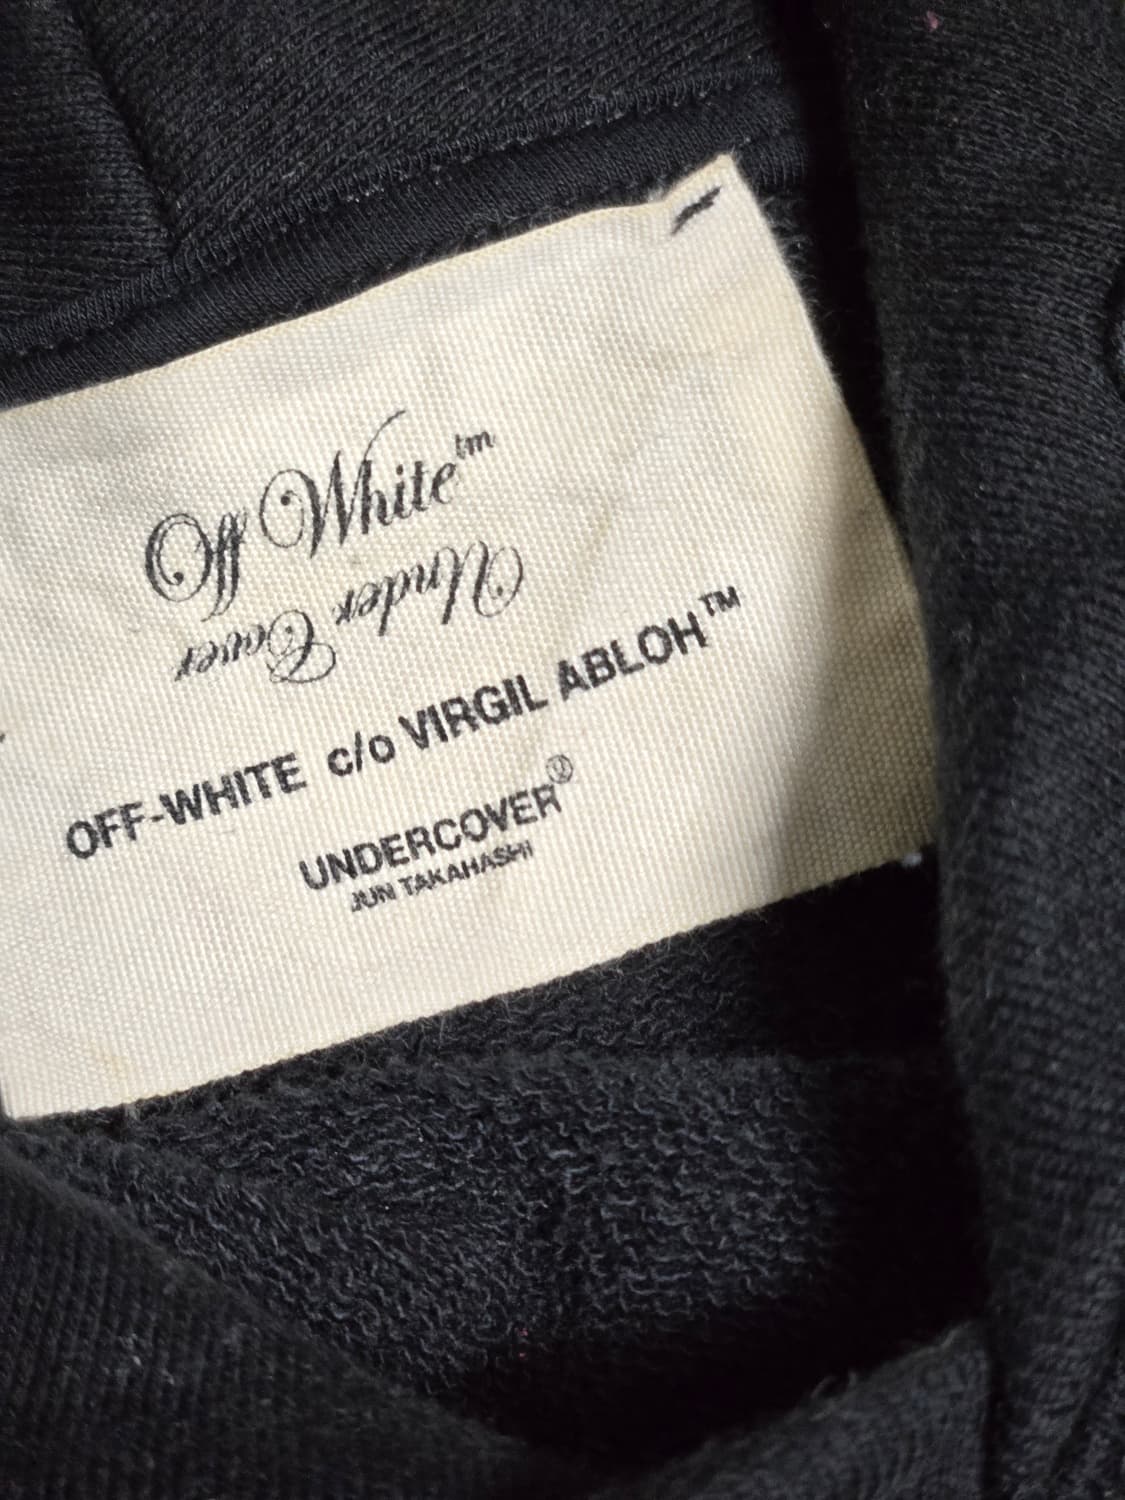 Off White™
Under Cover
OFF-WHITE c/o VIRGIL ABLOH™
UNDERCOVER®
JUN TAKAHASHI